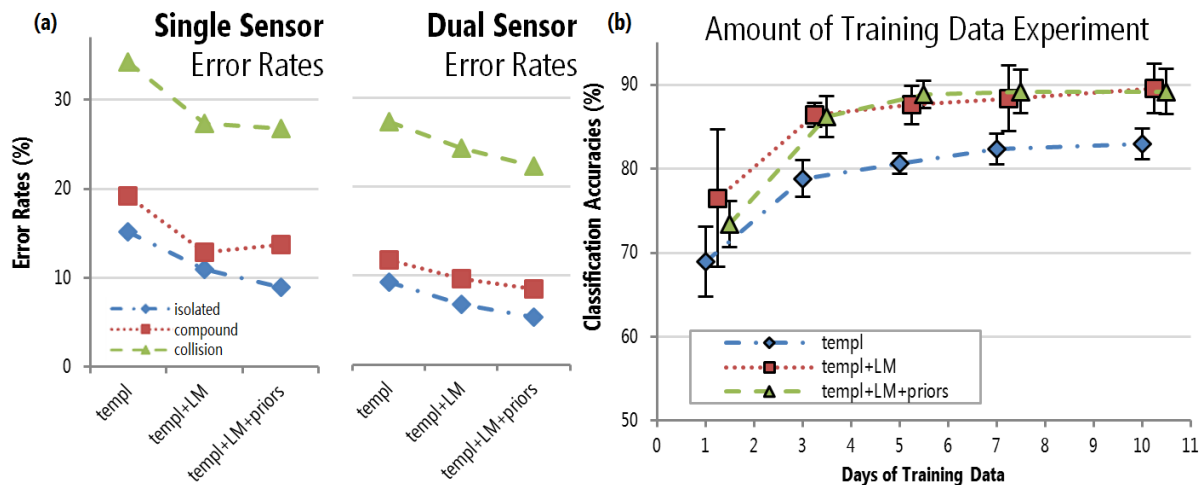 (a)
Single Sensor
Error Rates
Dual Sensor
Error Rates
Error Rates (%)
30
20
10
0
isolated
compound
collision
templ
templ+LM
templ+LM+priors
templ
templ+LM
templ+LM+priors
(b)
Amount of Training Data Experiment
Classification Accuracies (%)
90
80
70
60
50
templ
templ+LM
templ+LM+priors
0 1 2 3 4 5 6 7 8 9 10 11
Days of Training Data